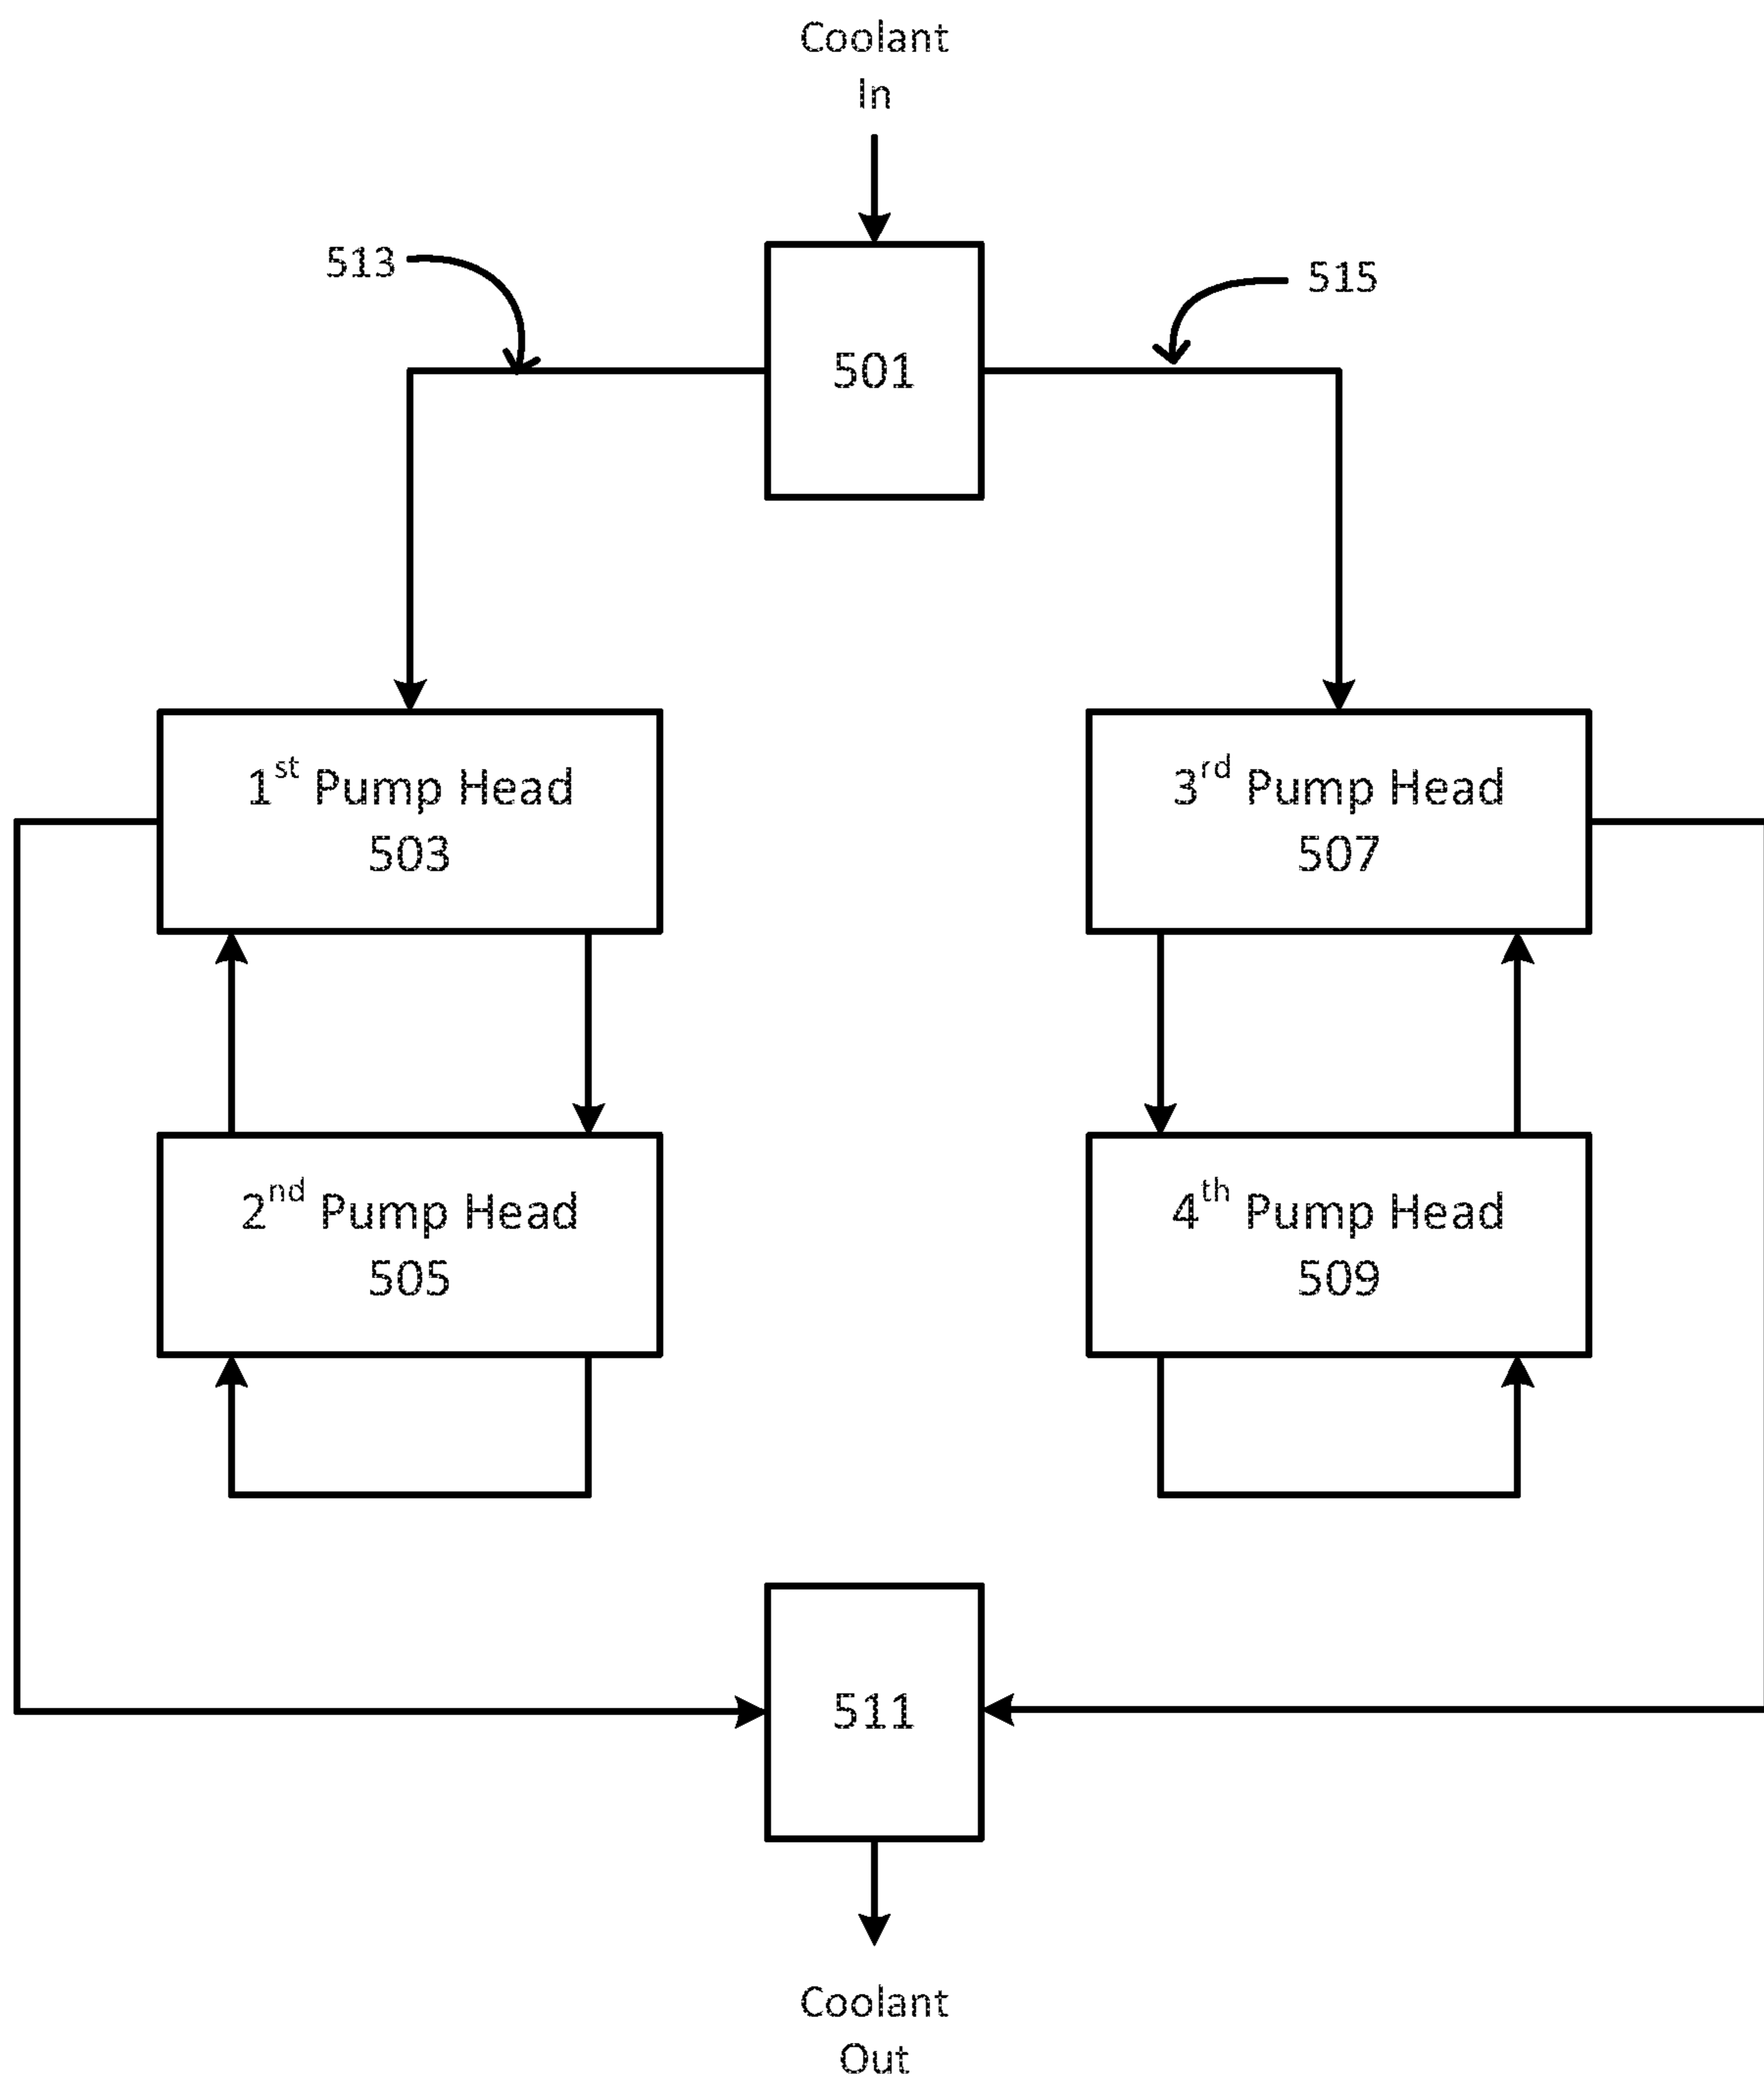 Coolant
In
513
515
501
1st Pump Head
503
3rd Pump Head
507
2nd Pump Head
505
4th Pump Head
509
511
Coolant
Out